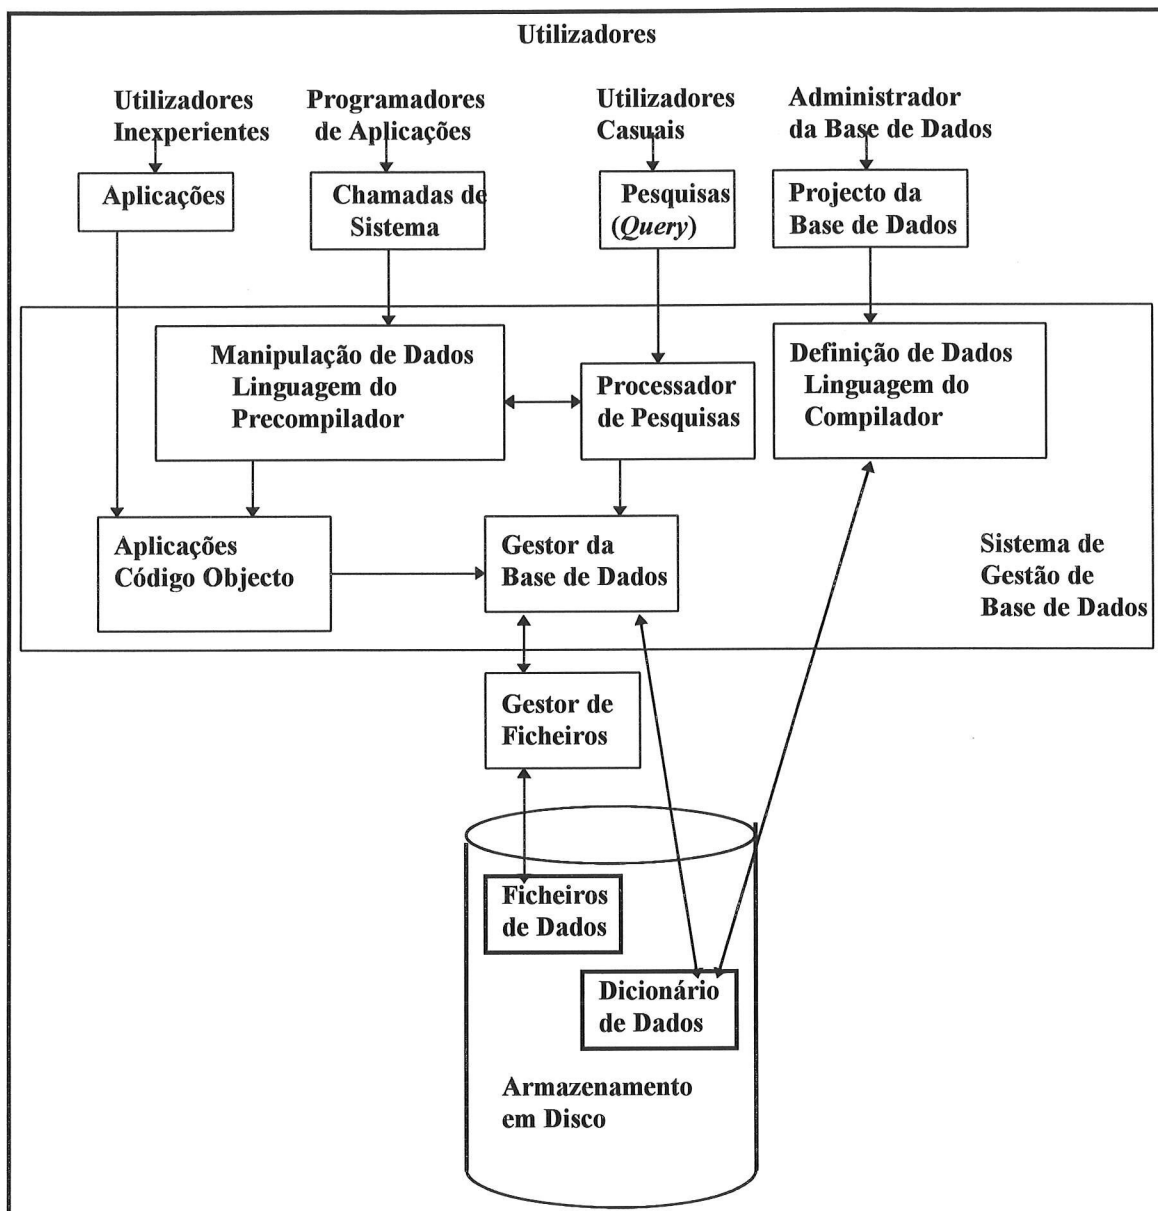 Utilizadores
Utilizadores
Inexperientes
Programadores
de Aplicações
Utilizadores
Casuais
Administrador
da Base de Dados
Aplicações
Chamadas de
Sistema
Pesquisas
(Query)
Projecto da
Base de Dados
Manipulação de Dados
Linguagem do
Precompilador
Processador
de Pesquisas
Definição de Dados
Linguagem do
Compilador
Aplicações
Código Objecto
Gestor da
Base de Dados
Sistema de
Gestão de
Base de Dados
Gestor de
Ficheiros
Ficheiros
de Dados
Dicionário
de Dados
Armazenamento
em Disco